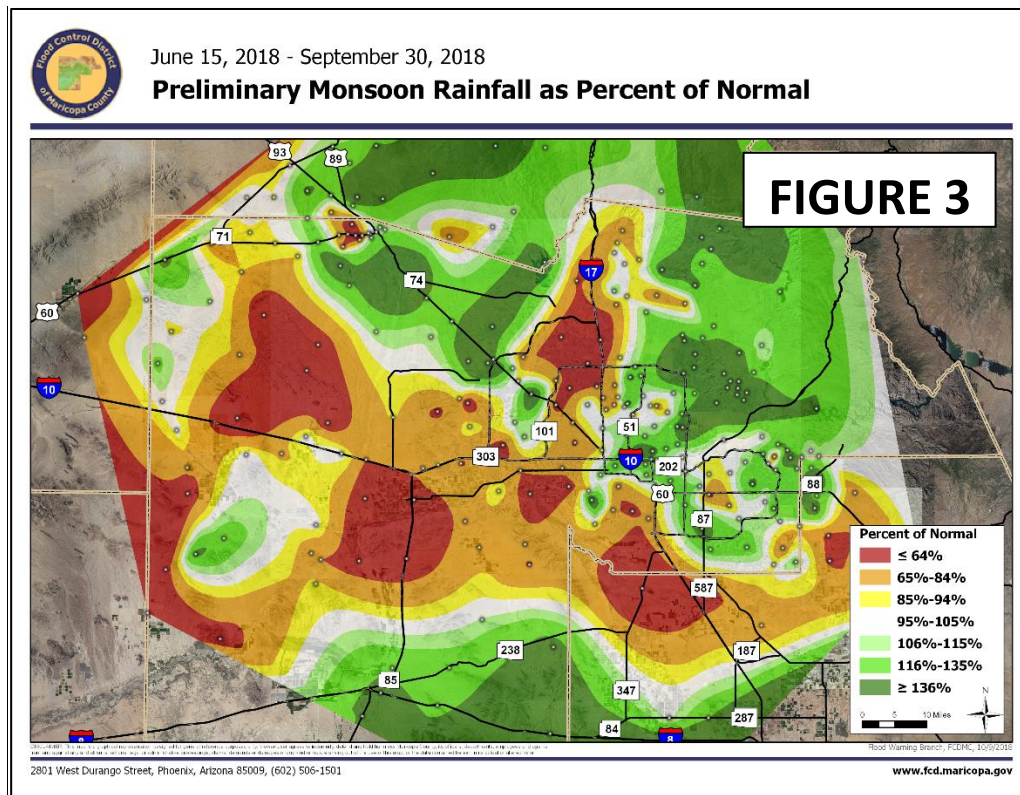 Flood Control District
of Maricopa County
June 15, 2018 - September 30, 2018
Preliminary Monsoon Rainfall as Percent of Normal
FIGURE 3
93
89
71
74
17
60
10
101
51
303
10
202
60
88
87
587
238
187
85
347
287
84
8
8
Percent of Normal
≤ 64%
65%-84%
85%-94%
95%-105%
106%-115%
116%-135%
≥ 136%
N
0 5 10 Miles
Flood Warning Branch, FCDMC, 10/9/2018
2801 West Durango Street, Phoenix, Arizona 85009, (602) 506-1501
www.fcd.maricopa.gov